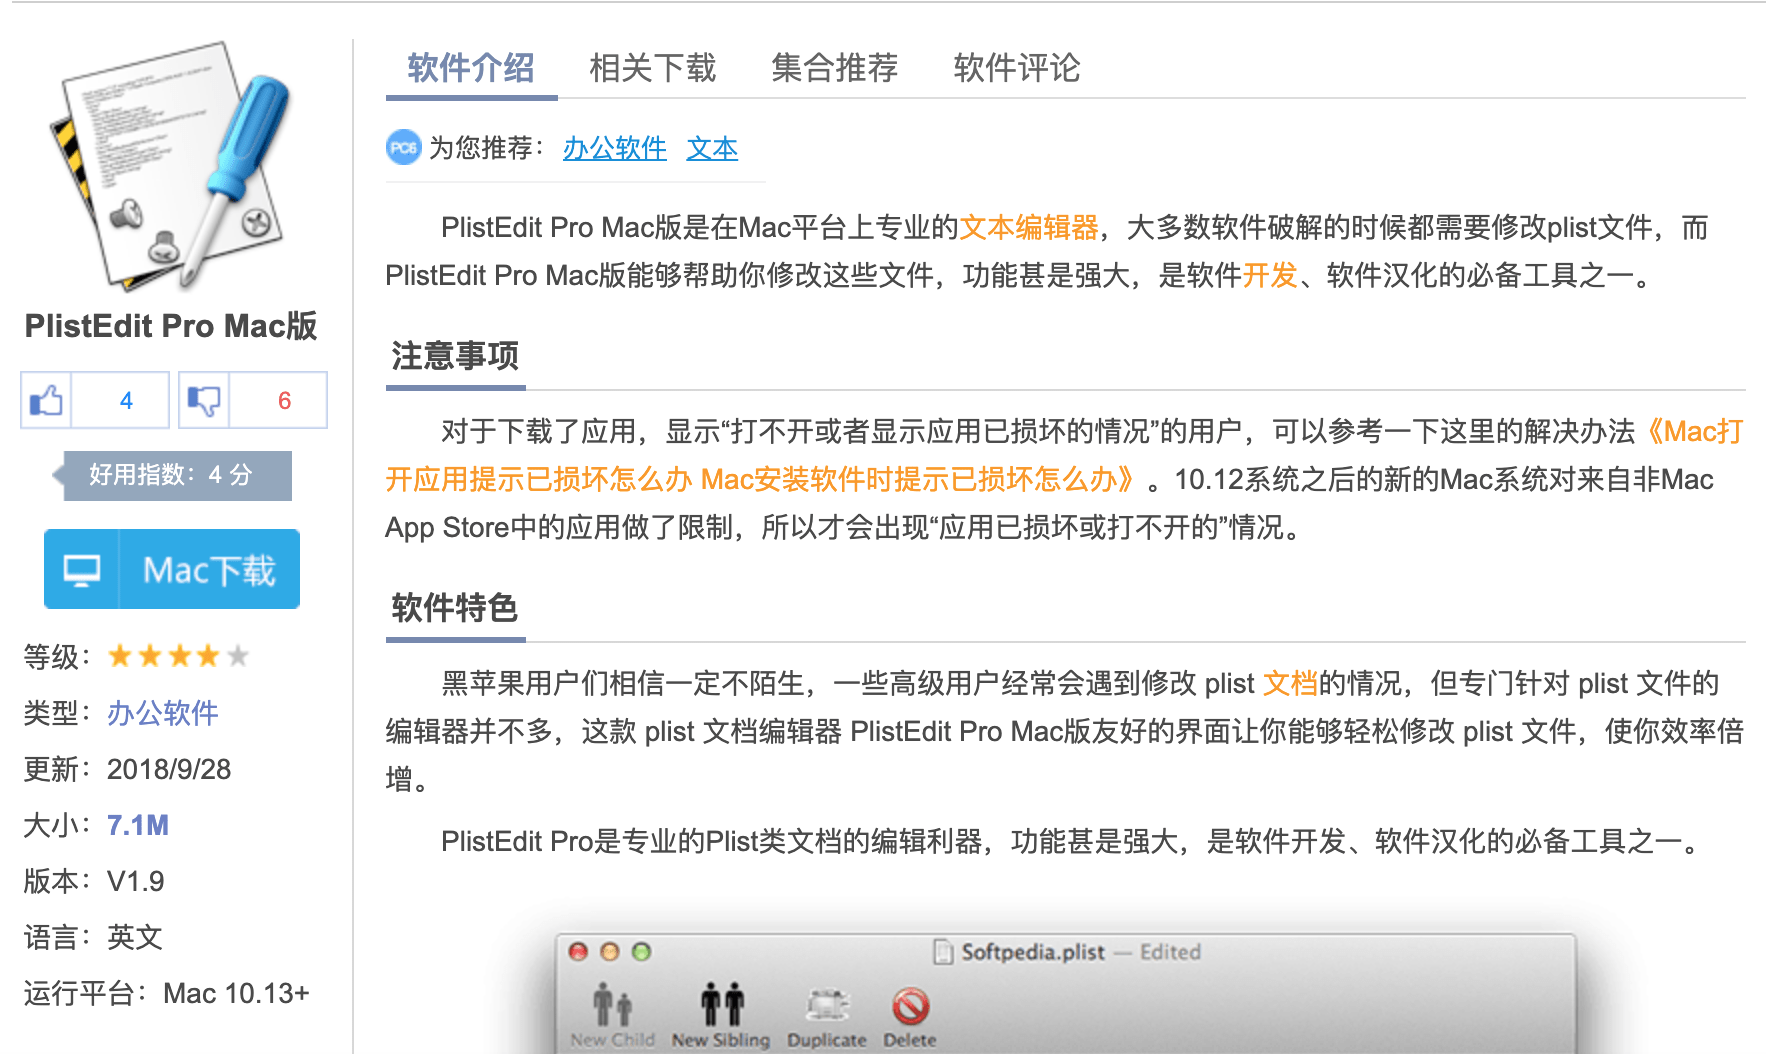 PlistEdit Pro Mac版
4
6
好用指数：4 分
Mac下载
等级：
类型：办公软件
更新：2018/9/28
大小：7.1M
版本：V1.9
语言：英文
运行平台：Mac 10.13+
软件介绍 相关下载 集合推荐 软件评论
PC6 为您推荐： 办公软件 文本
PlistEdit Pro Mac版是在Mac平台上专业的文本编辑器，大多数软件破解的时候都需要修改plist文件，而
PlistEdit Pro Mac版能够帮助你修改这些文件，功能甚是强大，是软件开发、软件汉化的必备工具之一。
注意事项
对于下载了应用，显示“打不开或者显示应用已损坏的情况”的用户，可以参考一下这里的解决办法《Mac打
开应用提示已损坏怎么办 Mac安装软件时提示已损坏怎么办》。10.12系统之后的新的Mac系统对来自非Mac
App Store中的应用做了限制，所以才会出现“应用已损坏或打不开的”情况。
软件特色
黑苹果用户们相信一定不陌生，一些高级用户经常会遇到修改 plist 文档的情况，但专门针对 plist 文件的
编辑器并不多，这款 plist 文档编辑器 PlistEdit Pro Mac版友好的界面让你能够轻松修改 plist 文件，使你效率倍
增。
PlistEdit Pro是专业的Plist类文档的编辑利器，功能甚是强大，是软件开发、软件汉化的必备工具之一。
Softpedia.plist — Edited
New Child New Sibling Duplicate Delete